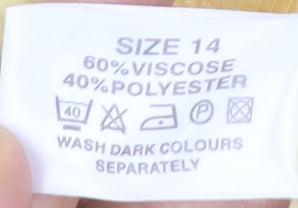 SIZE 14
60%VISCOSE
40%POLYESTER
40 P
WASH DARK COLOURS
SEPARATELY